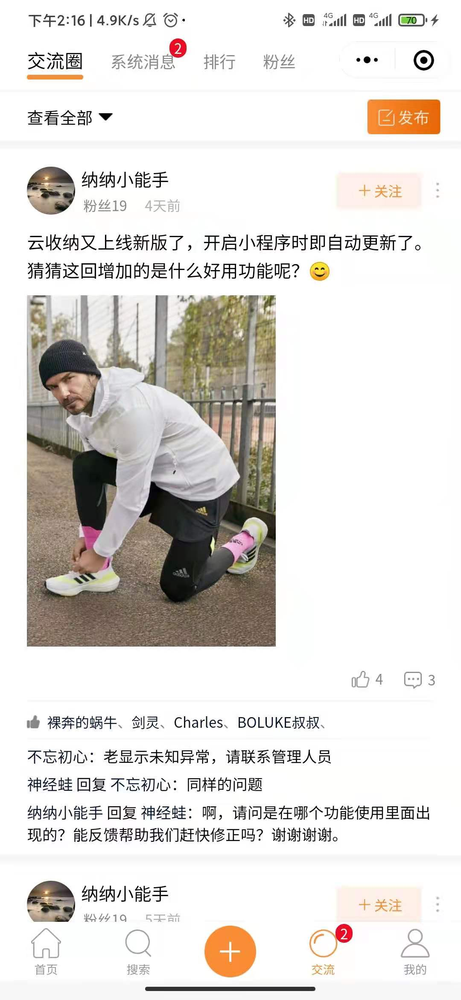 下午2:16 | 4.9K/s
HD 4G HD 4G 70
交流圈 系统消息 2 排行 粉丝
查看全部 发布
纳纳小能手
粉丝19 4天前
+ 关注
云收纳又上线新版了，开启小程序时即自动更新了。
猜猜这回增加的是什么好用功能呢？😊
adidas
adidas
4 3
裸奔的蜗牛、剑灵、Charles、BOLUKE叔叔、
不忘初心：老显示未知异常，请联系管理人员
神经蛙 回复 不忘初心：同样的问题
纳纳小能手 回复 神经蛙：啊，请问是在哪个功能使用里面出
现的？能反馈帮助我们赶快修正吗？谢谢谢谢。
纳纳小能手
粉丝19 5天前
+ 关注
2
首页 搜索 交流 我的